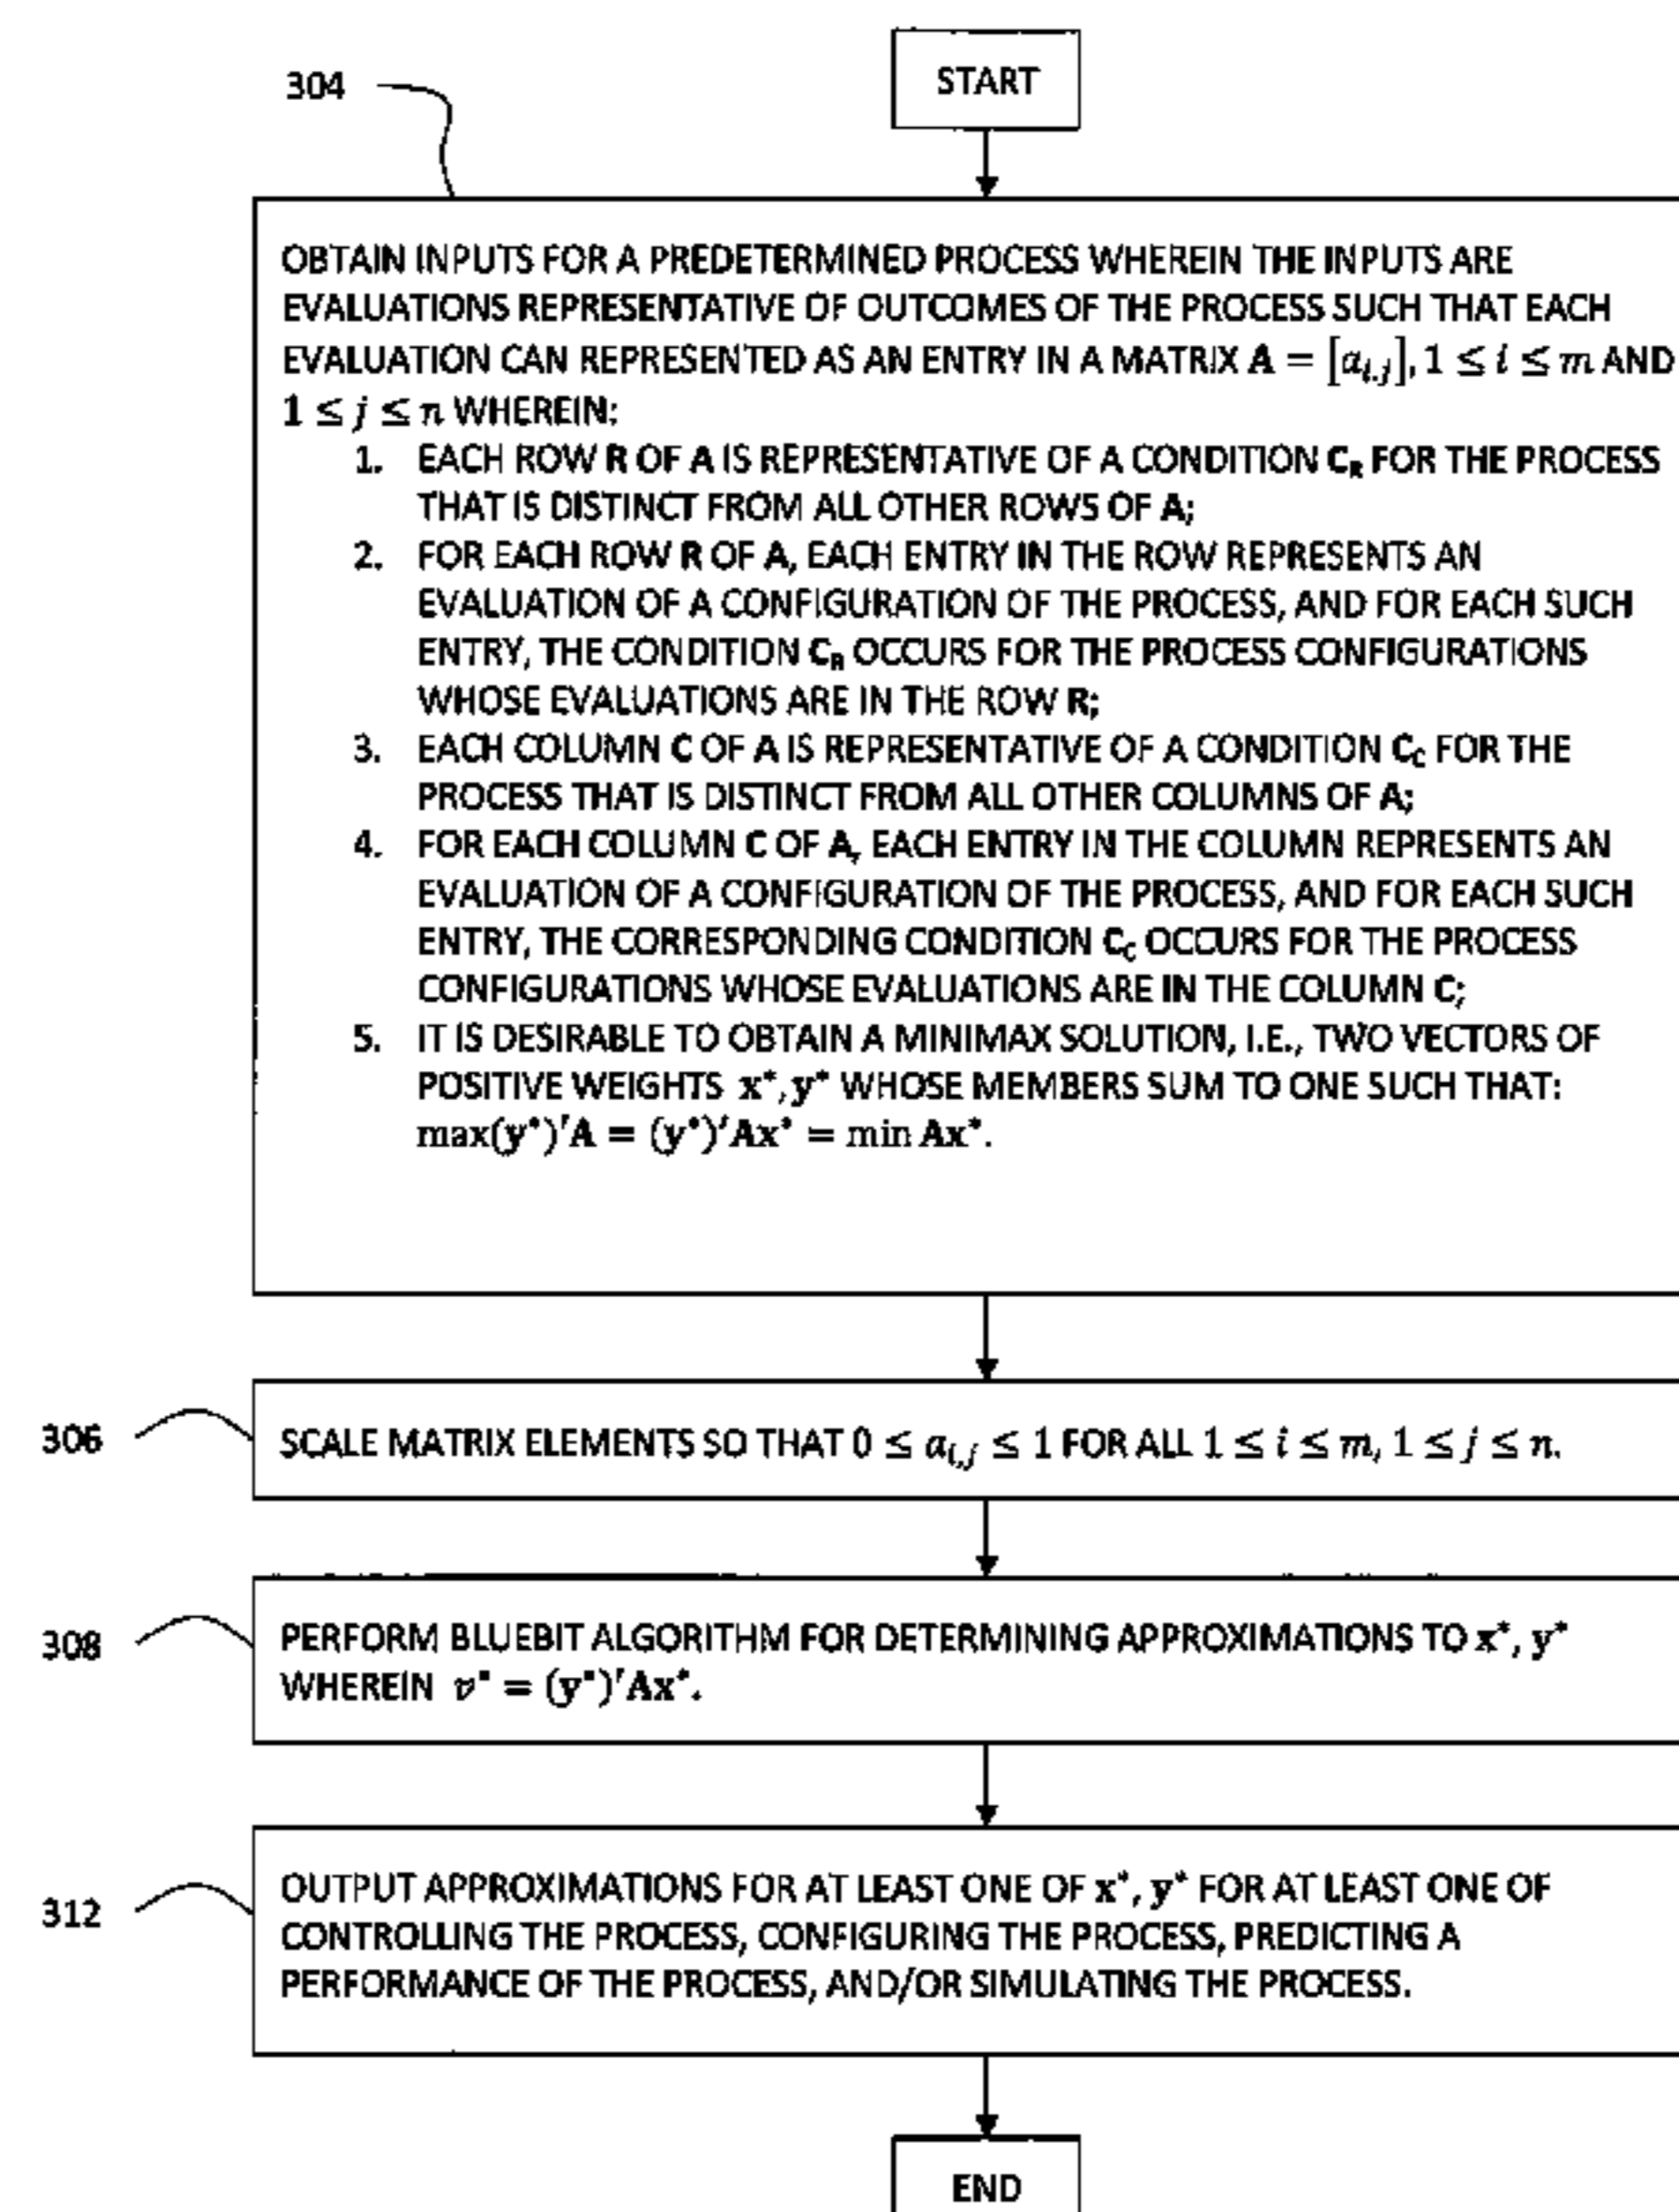 START
304
OBTAIN INPUTS FOR A PREDETERMINED PROCESS WHEREIN THE INPUTS ARE
EVALUATIONS REPRESENTATIVE OF OUTCOMES OF THE PROCESS SUCH THAT EACH
EVALUATION CAN REPRESENTED AS AN ENTRY IN A MATRIX A = [a_{i,j}], 1 ≤ i ≤ m AND
1 ≤ j ≤ n WHEREIN:
1. EACH ROW R OF A IS REPRESENTATIVE OF A CONDITION C_R FOR THE PROCESS
THAT IS DISTINCT FROM ALL OTHER ROWS OF A;
2. FOR EACH ROW R OF A, EACH ENTRY IN THE ROW REPRESENTS AN
EVALUATION OF A CONFIGURATION OF THE PROCESS, AND FOR EACH SUCH
ENTRY, THE CONDITION C_R OCCURS FOR THE PROCESS CONFIGURATIONS
WHOSE EVALUATIONS ARE IN THE ROW R;
3. EACH COLUMN C OF A IS REPRESENTATIVE OF A CONDITION C_C FOR THE
PROCESS THAT IS DISTINCT FROM ALL OTHER COLUMNS OF A;
4. FOR EACH COLUMN C OF A, EACH ENTRY IN THE COLUMN REPRESENTS AN
EVALUATION OF A CONFIGURATION OF THE PROCESS, AND FOR EACH SUCH
ENTRY, THE CORRESPONDING CONDITION C_C OCCURS FOR THE PROCESS
CONFIGURATIONS WHOSE EVALUATIONS ARE IN THE COLUMN C;
5. IT IS DESIRABLE TO OBTAIN A MINIMAX SOLUTION, I.E., TWO VECTORS OF
POSITIVE WEIGHTS x*, y* WHOSE MEMBERS SUM TO ONE SUCH THAT:
max(y*)'A = (y*)'Ax* = min Ax*.
306
SCALE MATRIX ELEMENTS SO THAT 0 ≤ a_{i,j} ≤ 1 FOR ALL 1 ≤ i ≤ m, 1 ≤ j ≤ n.
308
PERFORM BLUEBIT ALGORITHM FOR DETERMINING APPROXIMATIONS TO x*, y*
WHEREIN v* = (y*)'Ax*.
312
OUTPUT APPROXIMATIONS FOR AT LEAST ONE OF x*, y* FOR AT LEAST ONE OF
CONTROLLING THE PROCESS, CONFIGURING THE PROCESS, PREDICTING A
PERFORMANCE OF THE PROCESS, AND/OR SIMULATING THE PROCESS.
END